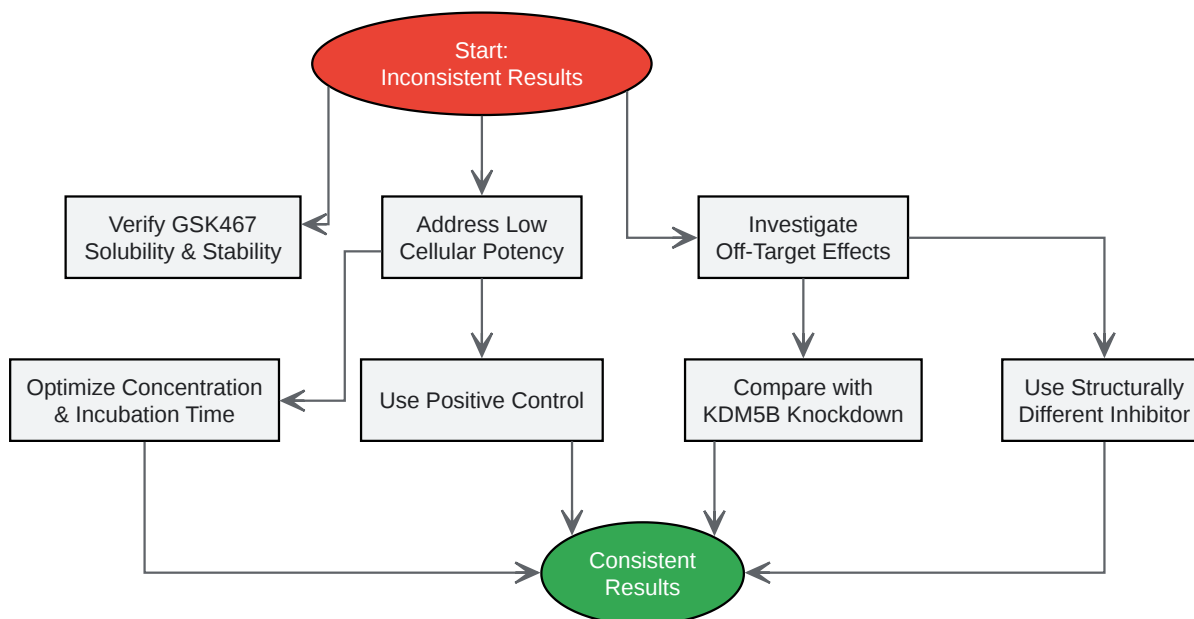 Start:
Inconsistent Results
Verify GSK467
Solubility & Stability
Address Low
Cellular Potency
Investigate
Off-Target Effects
Optimize Concentration
& Incubation Time
Use Positive Control
Compare with
KDM5B Knockdown
Use Structurally
Different Inhibitor
Consistent
Results